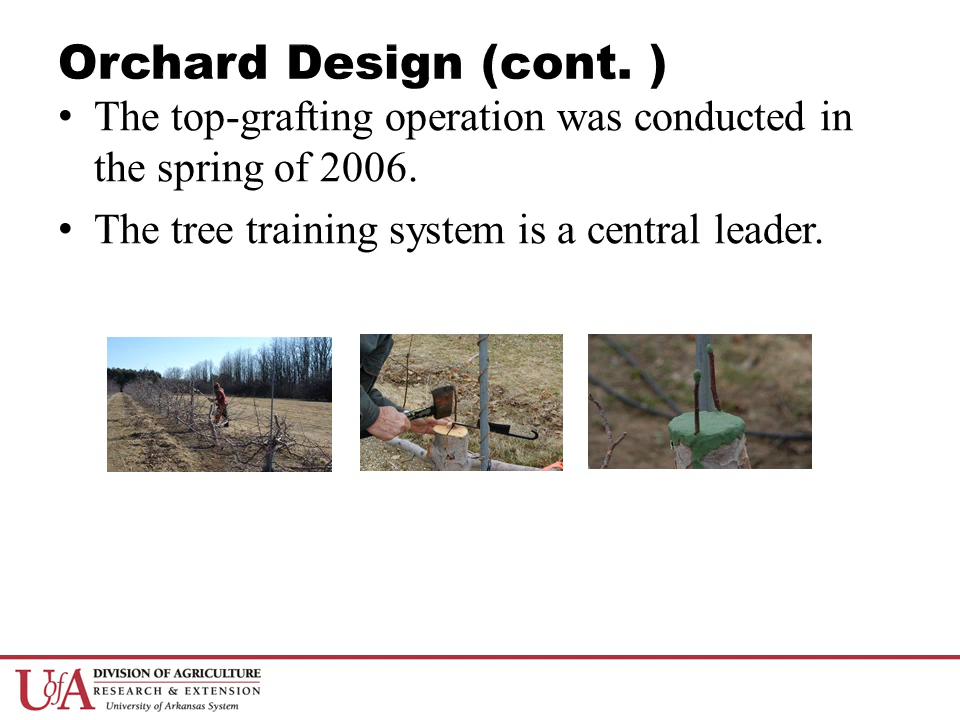 Orchard Design (cont. )
• The top-grafting operation was conducted in
the spring of 2006.
• The tree training system is a central leader.
UofA
DIVISION OF AGRICULTURE
RESEARCH & EXTENSION
University of Arkansas System